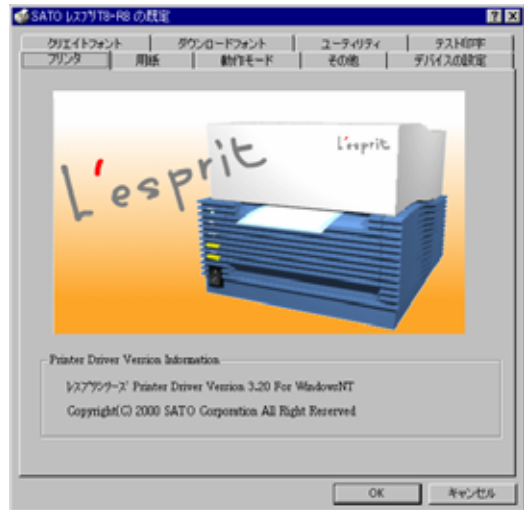 SATO レスプリT8-R8 の既定
クリエイトフォント ダウンロードフォント ユーティリティ テスト印字
プリンタ 用紙 動作モード その他 デバイスの設定
L'esprit
L'esprit
Printer Driver Version Information
レスプリシリーズ Printer Driver Version 3.20 For WindowsNT
Copyright(C) 2000 SATO Corporation All Right Reserved
OK キャンセル